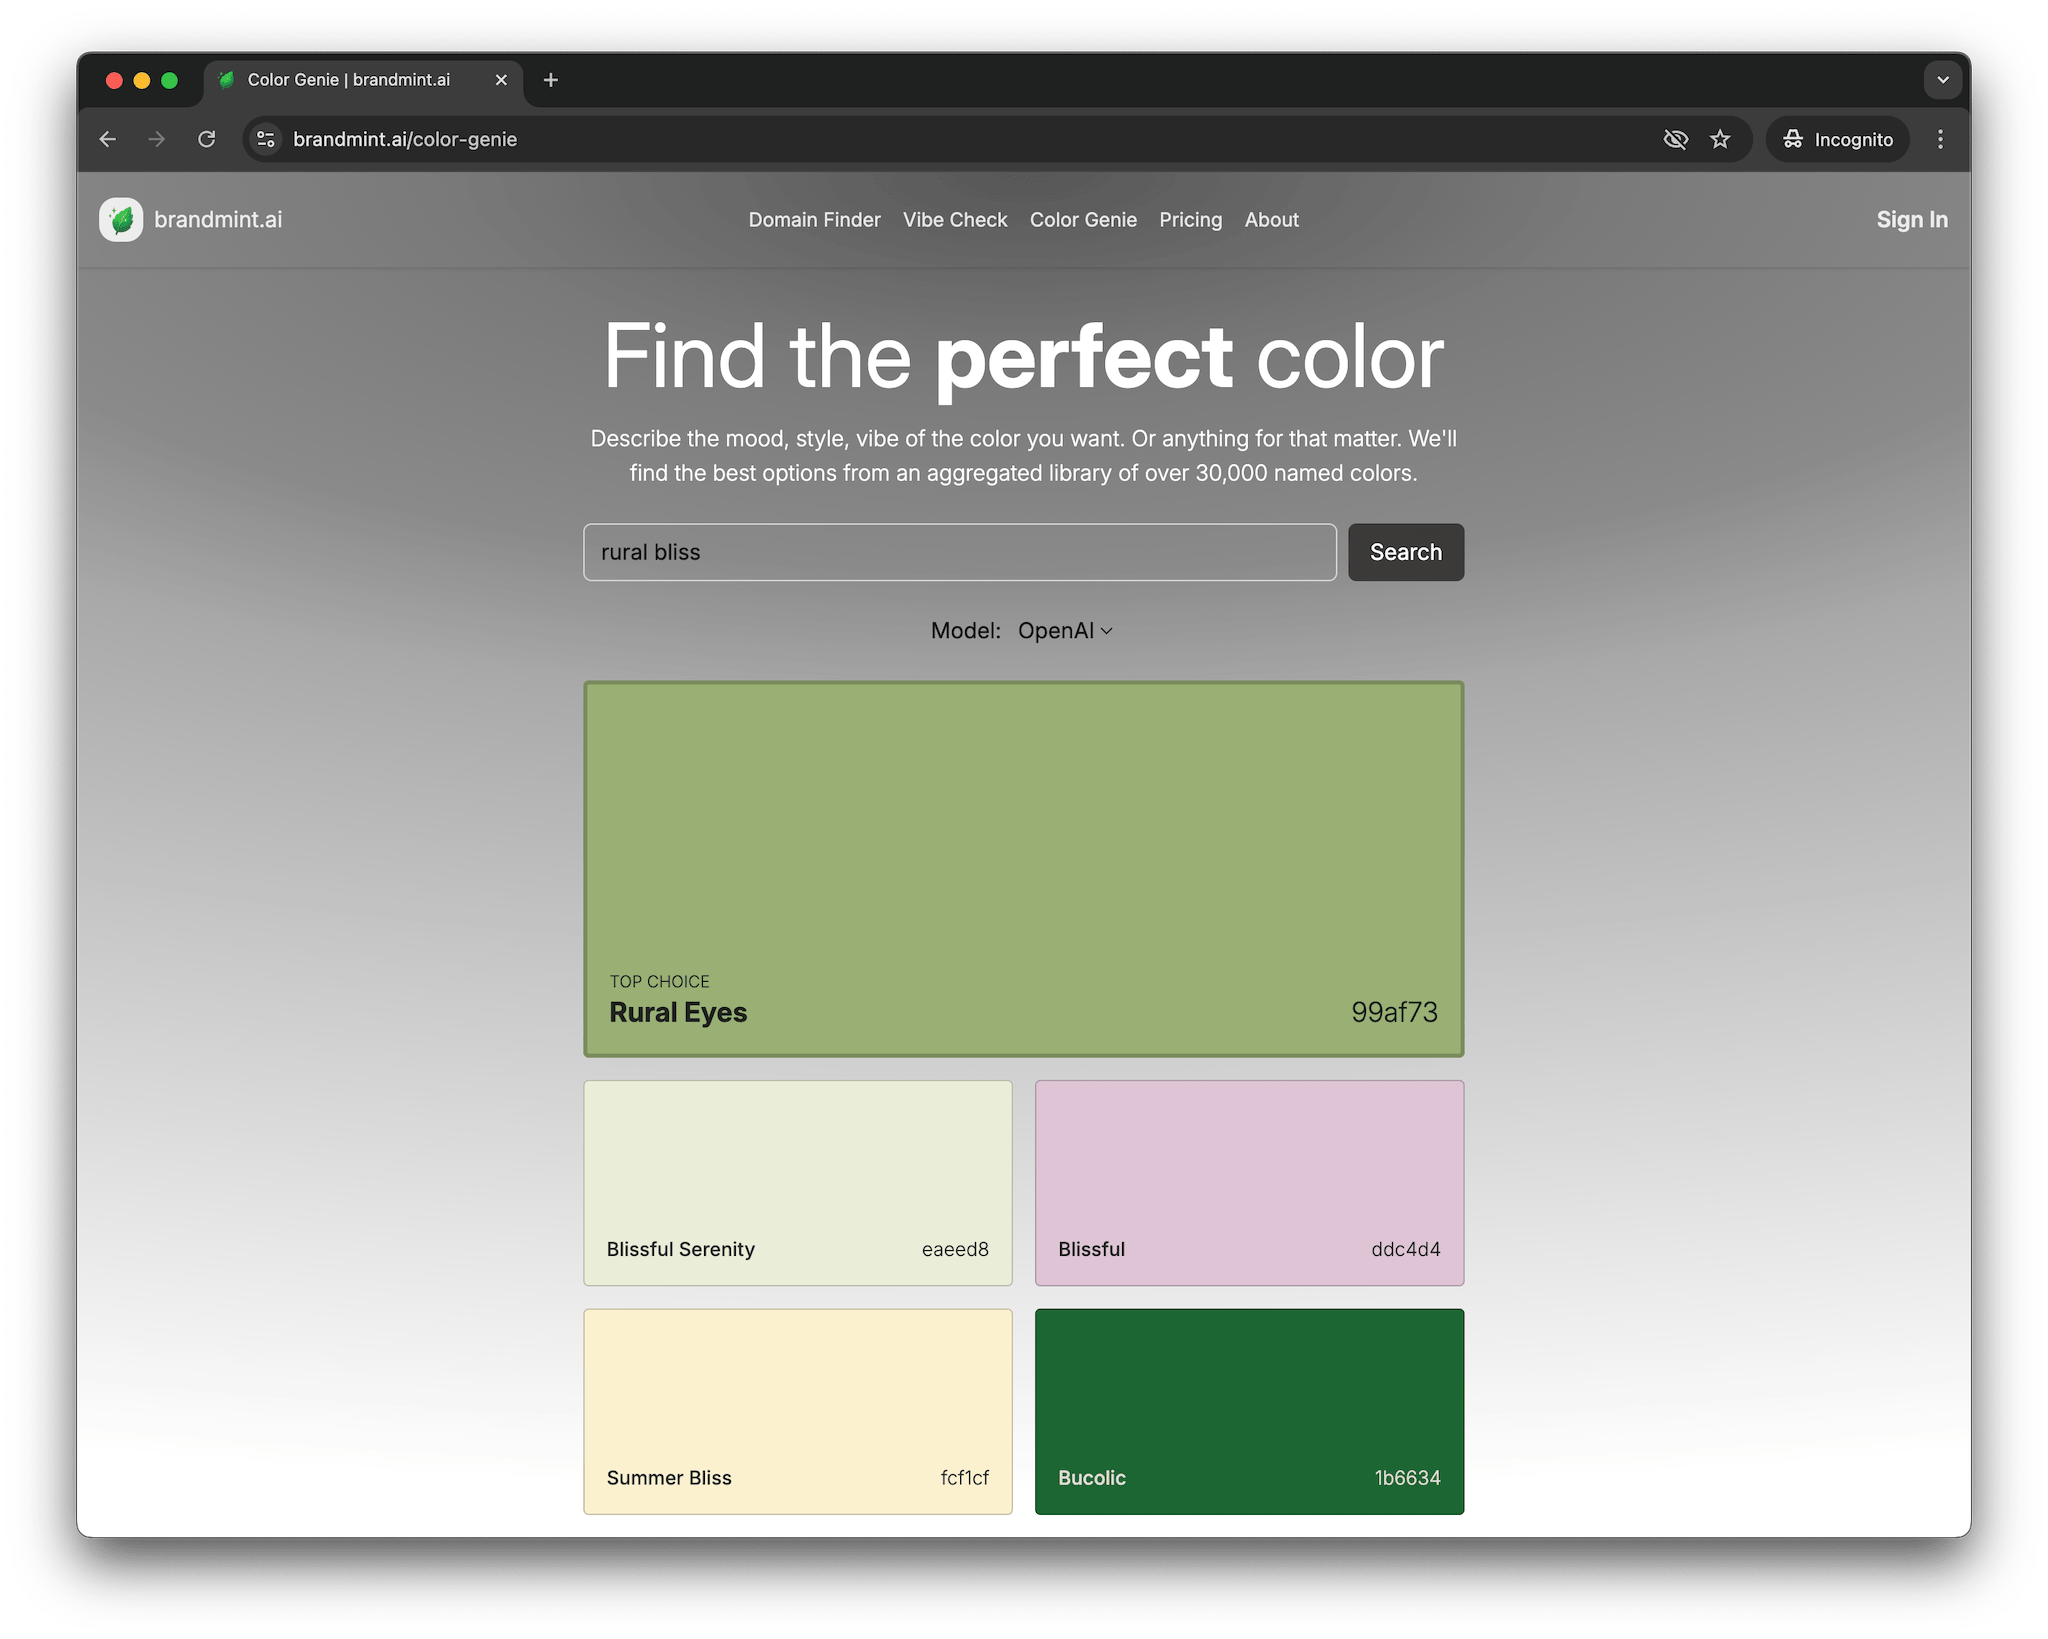 Color Genie | brandmint.ai
brandmint.ai/color-genie
Incognito
brandmint.ai
Domain Finder
Vibe Check
Color Genie
Pricing
About
Sign In
Find the perfect color
Describe the mood, style, vibe of the color you want. Or anything for that matter. We'll
find the best options from an aggregated library of over 30,000 named colors.
rural bliss
Search
Model: OpenAI
TOP CHOICE
Rural Eyes
99af73
Blissful Serenity
eaeed8
Blissful
ddc4d4
Summer Bliss
fcf1cf
Bucolic
1b6634